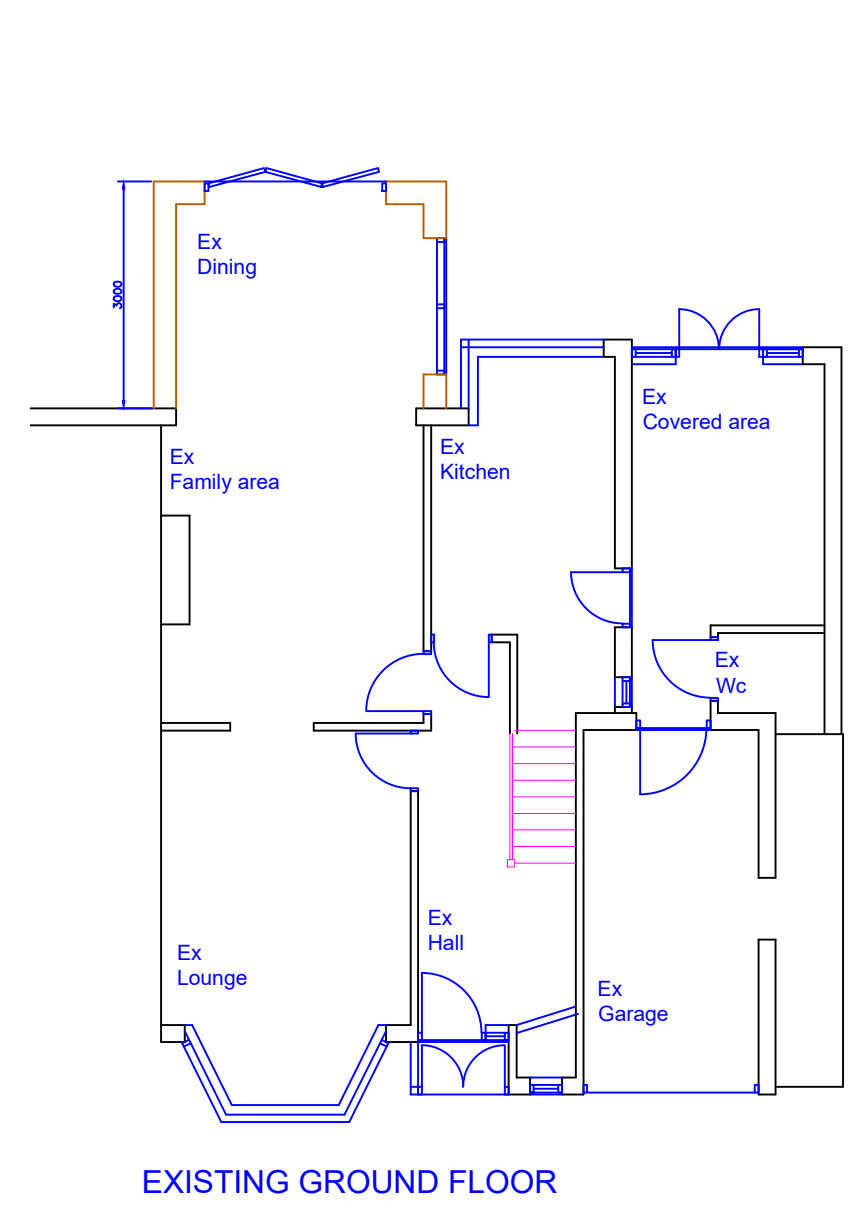 Ex
Dining
3000
Ex
Covered area
Ex
Family area
Ex
Kitchen
Ex
Wc
Ex
Hall
Ex
Lounge
Ex
Garage
EXISTING GROUND FLOOR